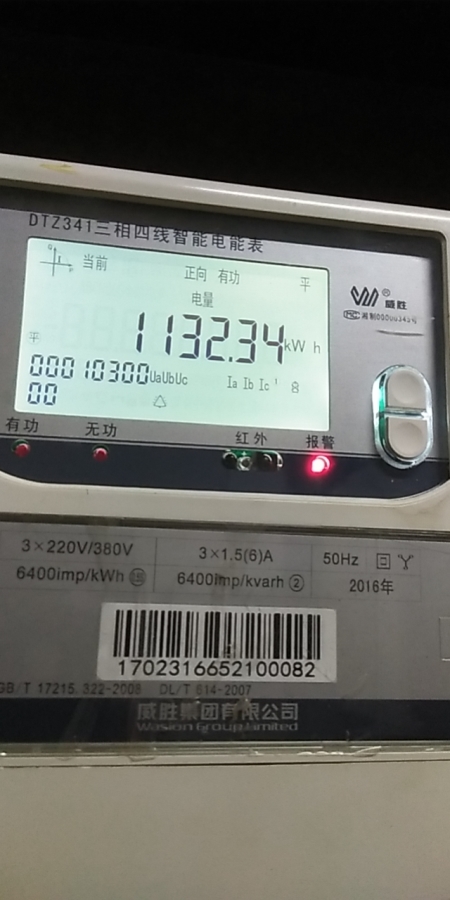 DTZ341三相四线智能电能表
当前 正向 有功 平
电量
1132.34kWh
平
00010300UaUbUc Ia Ib Ic
00
威胜
有功 无功 红外 报警
3×220V/380V 3×1.5(6)A 50Hz
6400imp/kWh 6400imp/kvarh ② 2016年
1702316652100082
GB/T 17215.322-2008 DL/T 614-2007
威胜集团有限公司
Wasion Group Limited